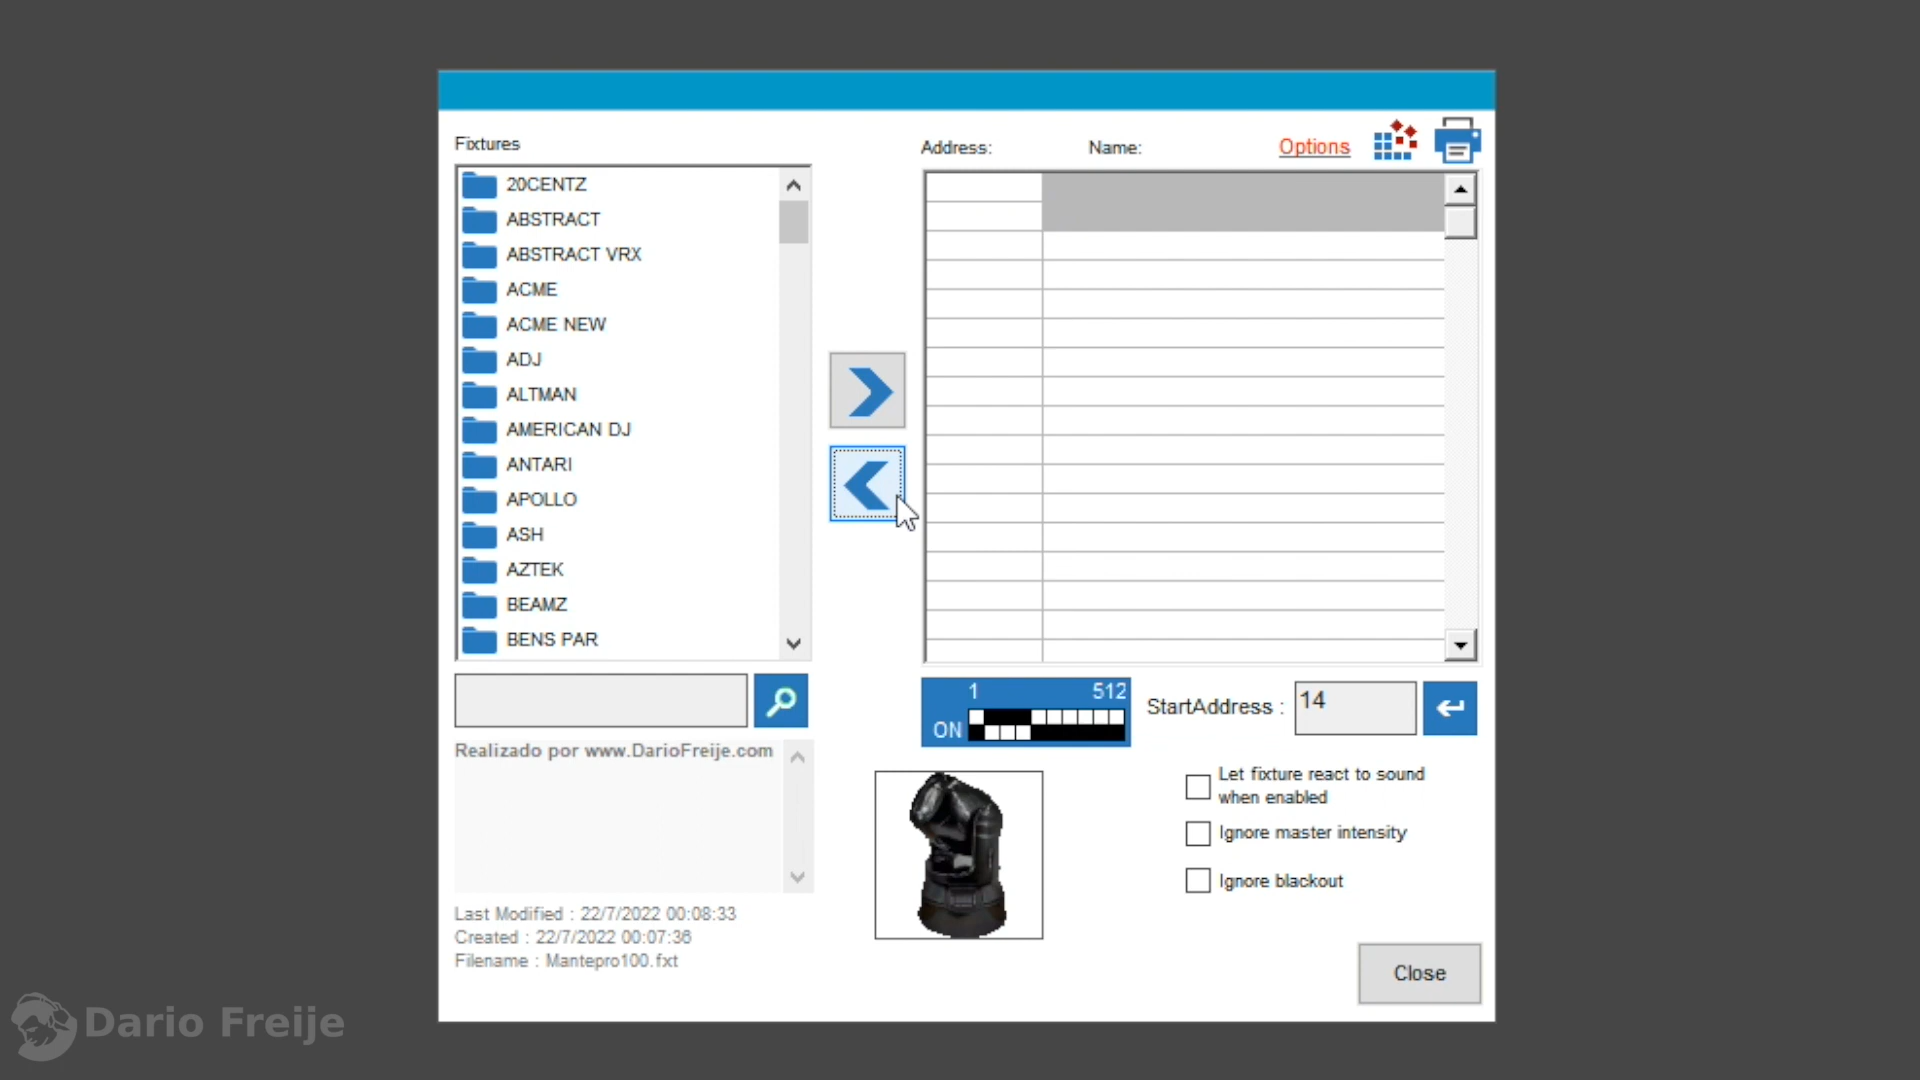 Fixtures
20CENTZ
ABSTRACT
ABSTRACT VRX
ACME
ACME NEW
ADJ
ALTMAN
AMERICAN DJ
ANTARI
APOLLO
ASH
AZTEK
BEAMZ
BENS PAR
Realizado por www.DarioFreije.com
Last Modified : 22/7/2022 00:08:33
Created : 22/7/2022 00:07:36
Filename : Mantepro100.fxt
Address:
Name:
Options
1
512
ON
StartAddress :
14
Let fixture react to sound
when enabled
Ignore master intensity
Ignore blackout
Close
Dario Freije